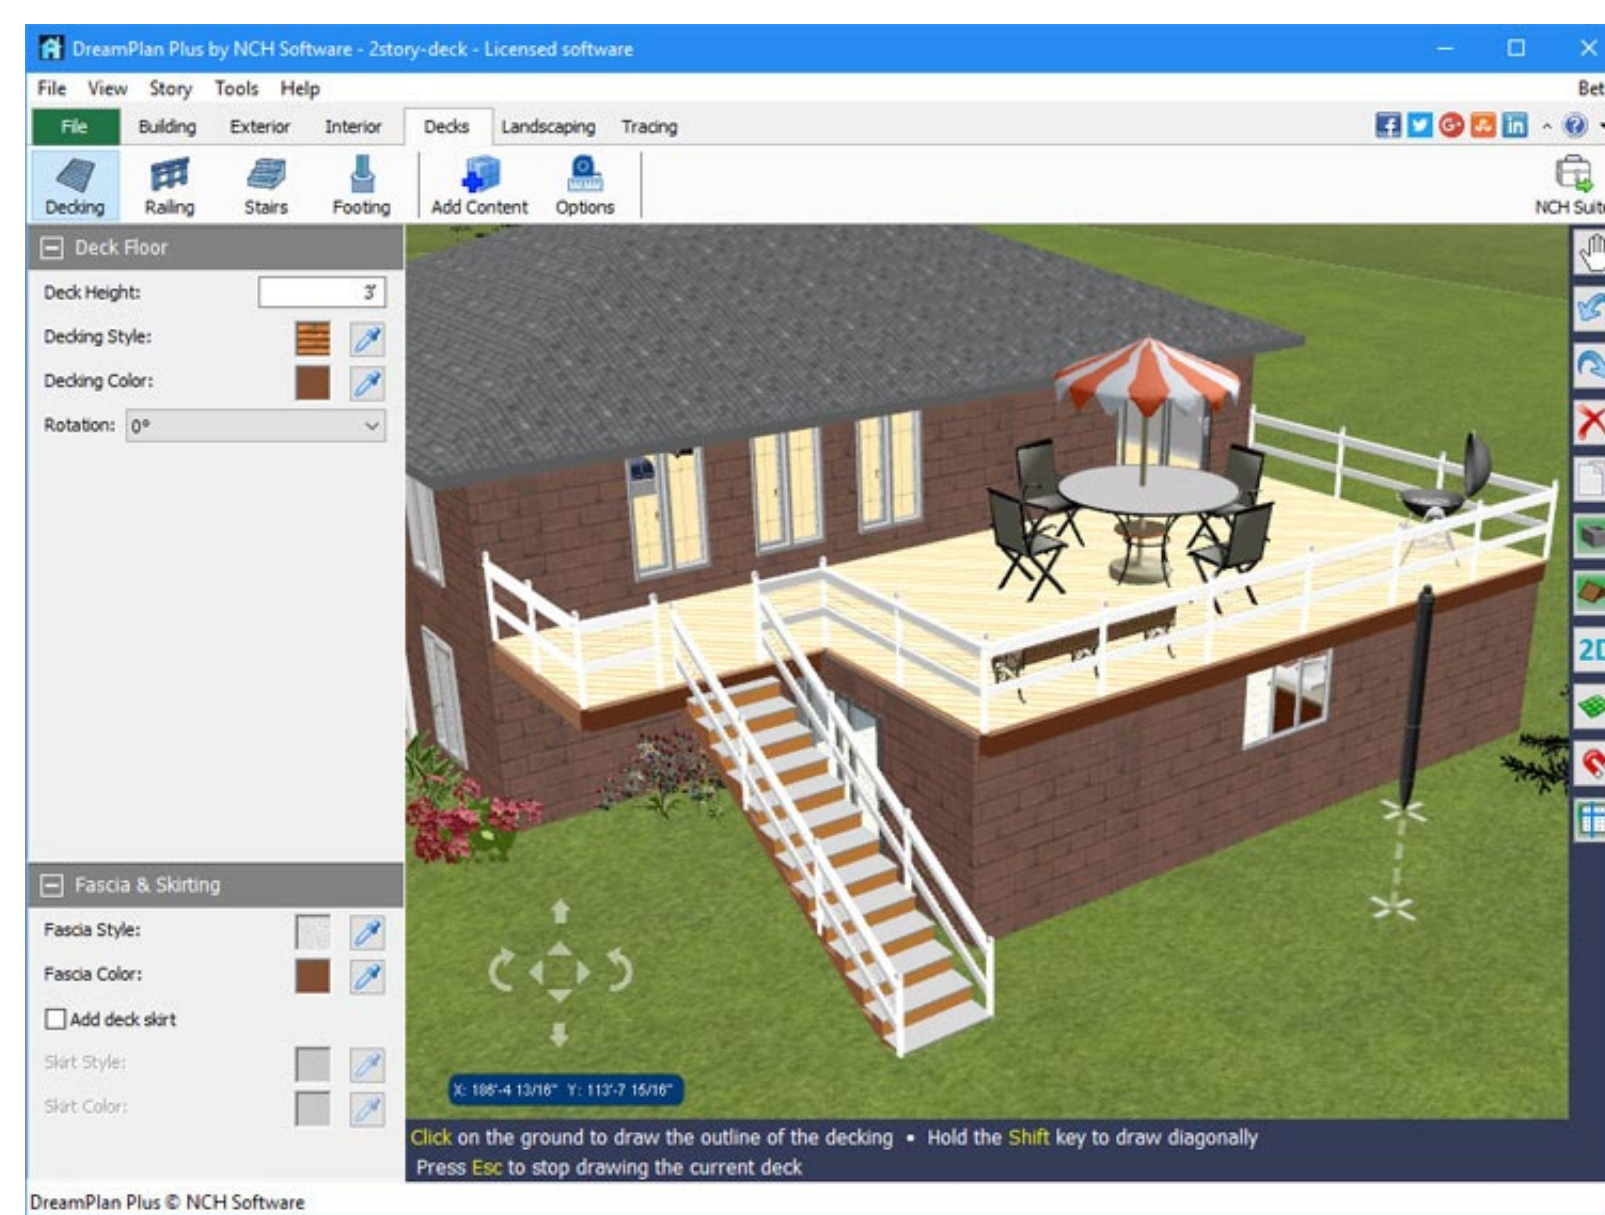 DreamPlan Plus by NCH Software - 2story-deck - Licensed software
File View Story Tools Help
File Building Exterior Interior Decks Landscaping Tracing
Decking Railing Stairs Footing Add Content Options
Deck Floor
Deck Height: 3'
Decking Style:
Decking Color:
Rotation: 0°
2D
Fascia & Skirting
Fascia Style:
Fascia Color:
Add deck skirt
Skirt Style:
Skirt Color:
X: 186'-4 13/16" Y: 113'-7 15/16"
Click on the ground to draw the outline of the decking • Hold the Shift key to draw diagonally
Press Esc to stop drawing the current deck
DreamPlan Plus © NCH Software